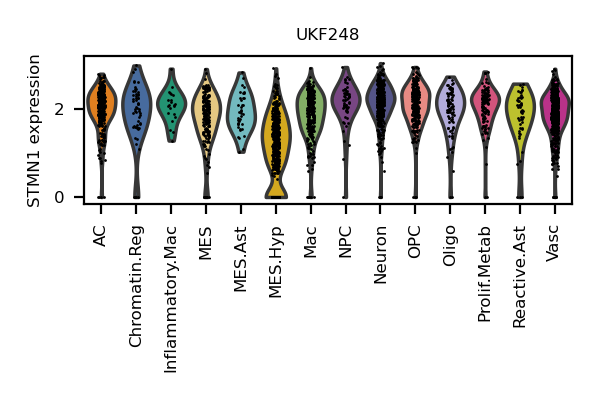 UKF248
STMN1 expression
2
0
AC
Chromatin.Reg
Inflammatory.Mac
MES
MES.Ast
MES.Hyp
Mac
NPC
Neuron
OPC
Oligo
Prolif.Metab
Reactive.Ast
Vasc